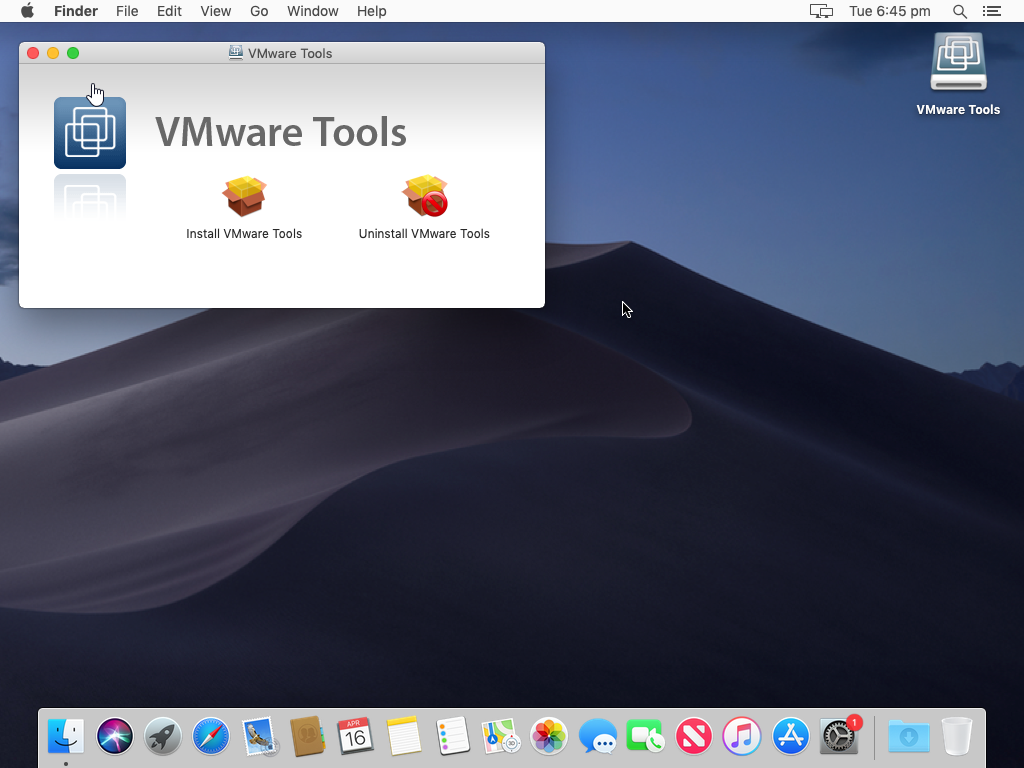 Finder File Edit View Go Window Help
Tue 6:45 pm
VMware Tools
VMware Tools
VMware Tools
Install VMware Tools
Uninstall VMware Tools
APR
16
3D
1